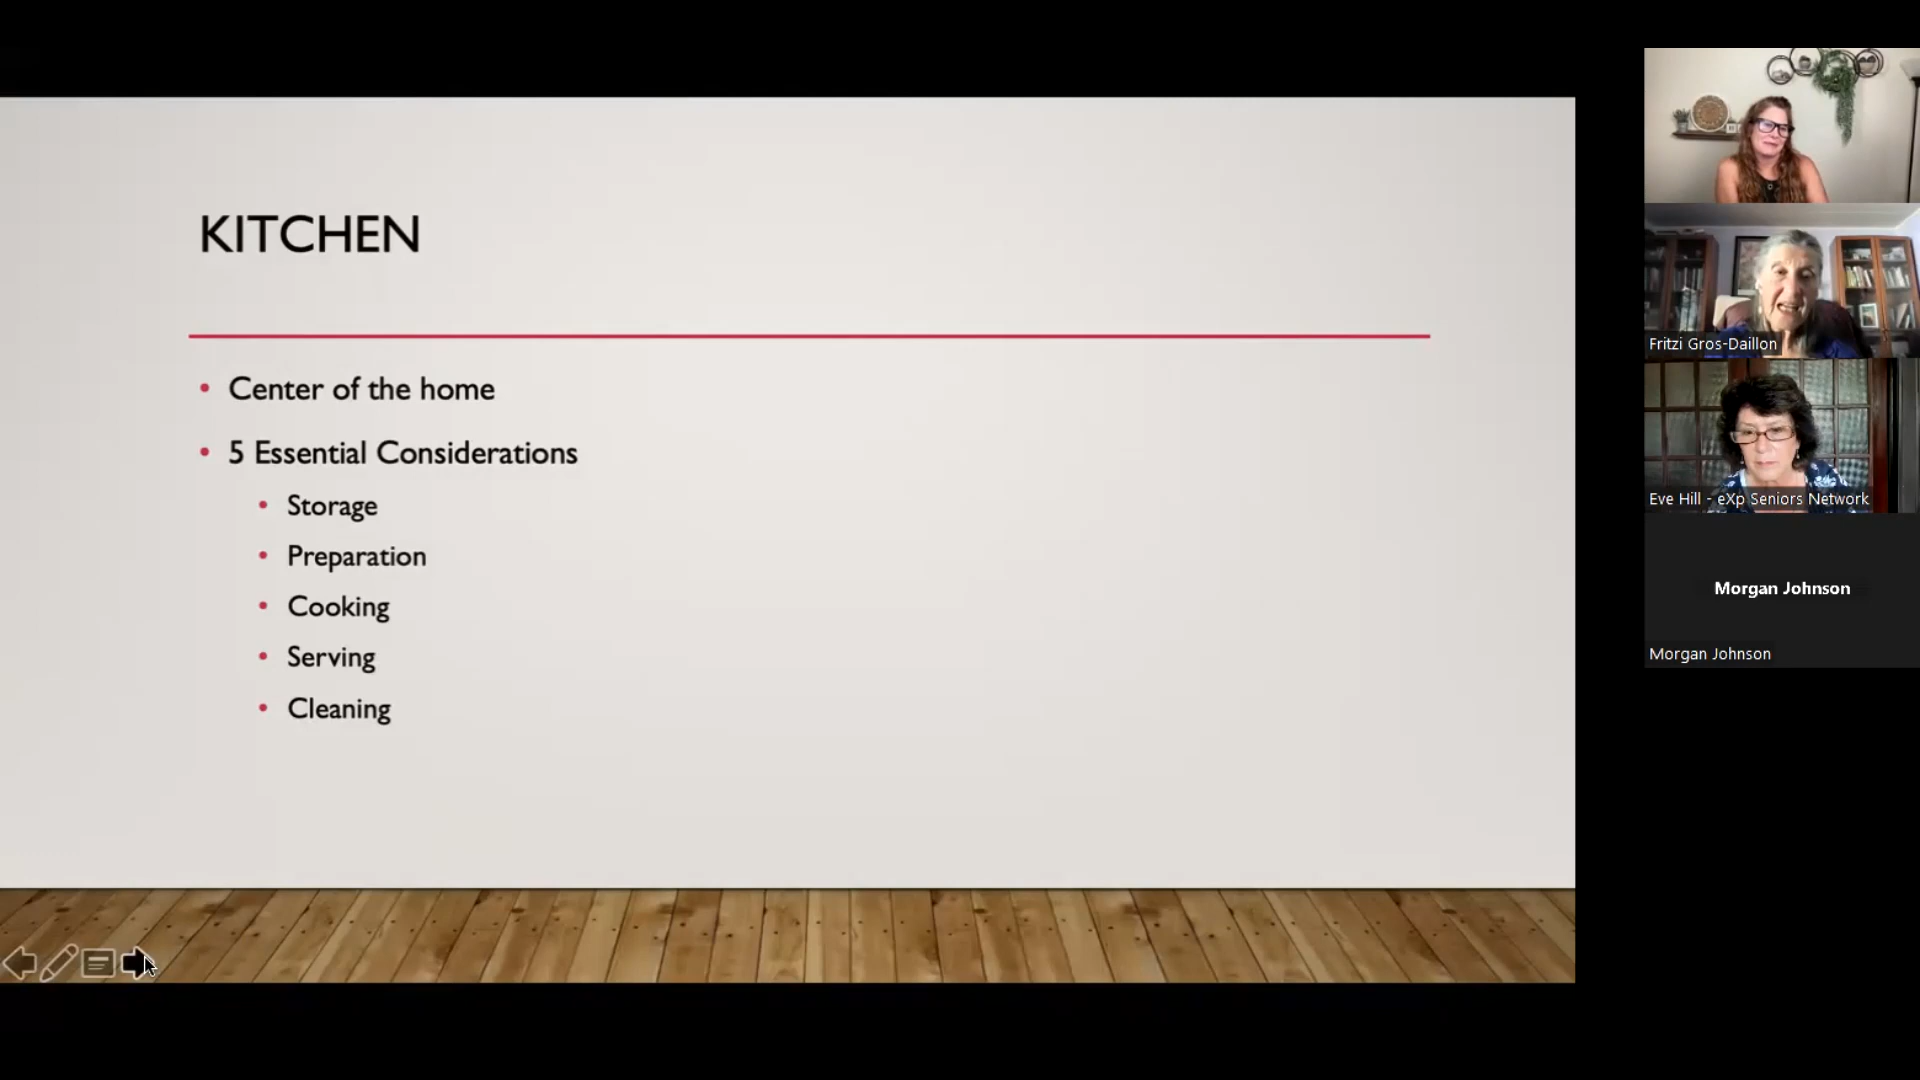 KITCHEN
Center of the home
5 Essential Considerations
Storage
Preparation
Cooking
Serving
Cleaning
Fritzi Gros-Daillon
Eve Hill - eXp Seniors Network
Morgan Johnson
Morgan Johnson